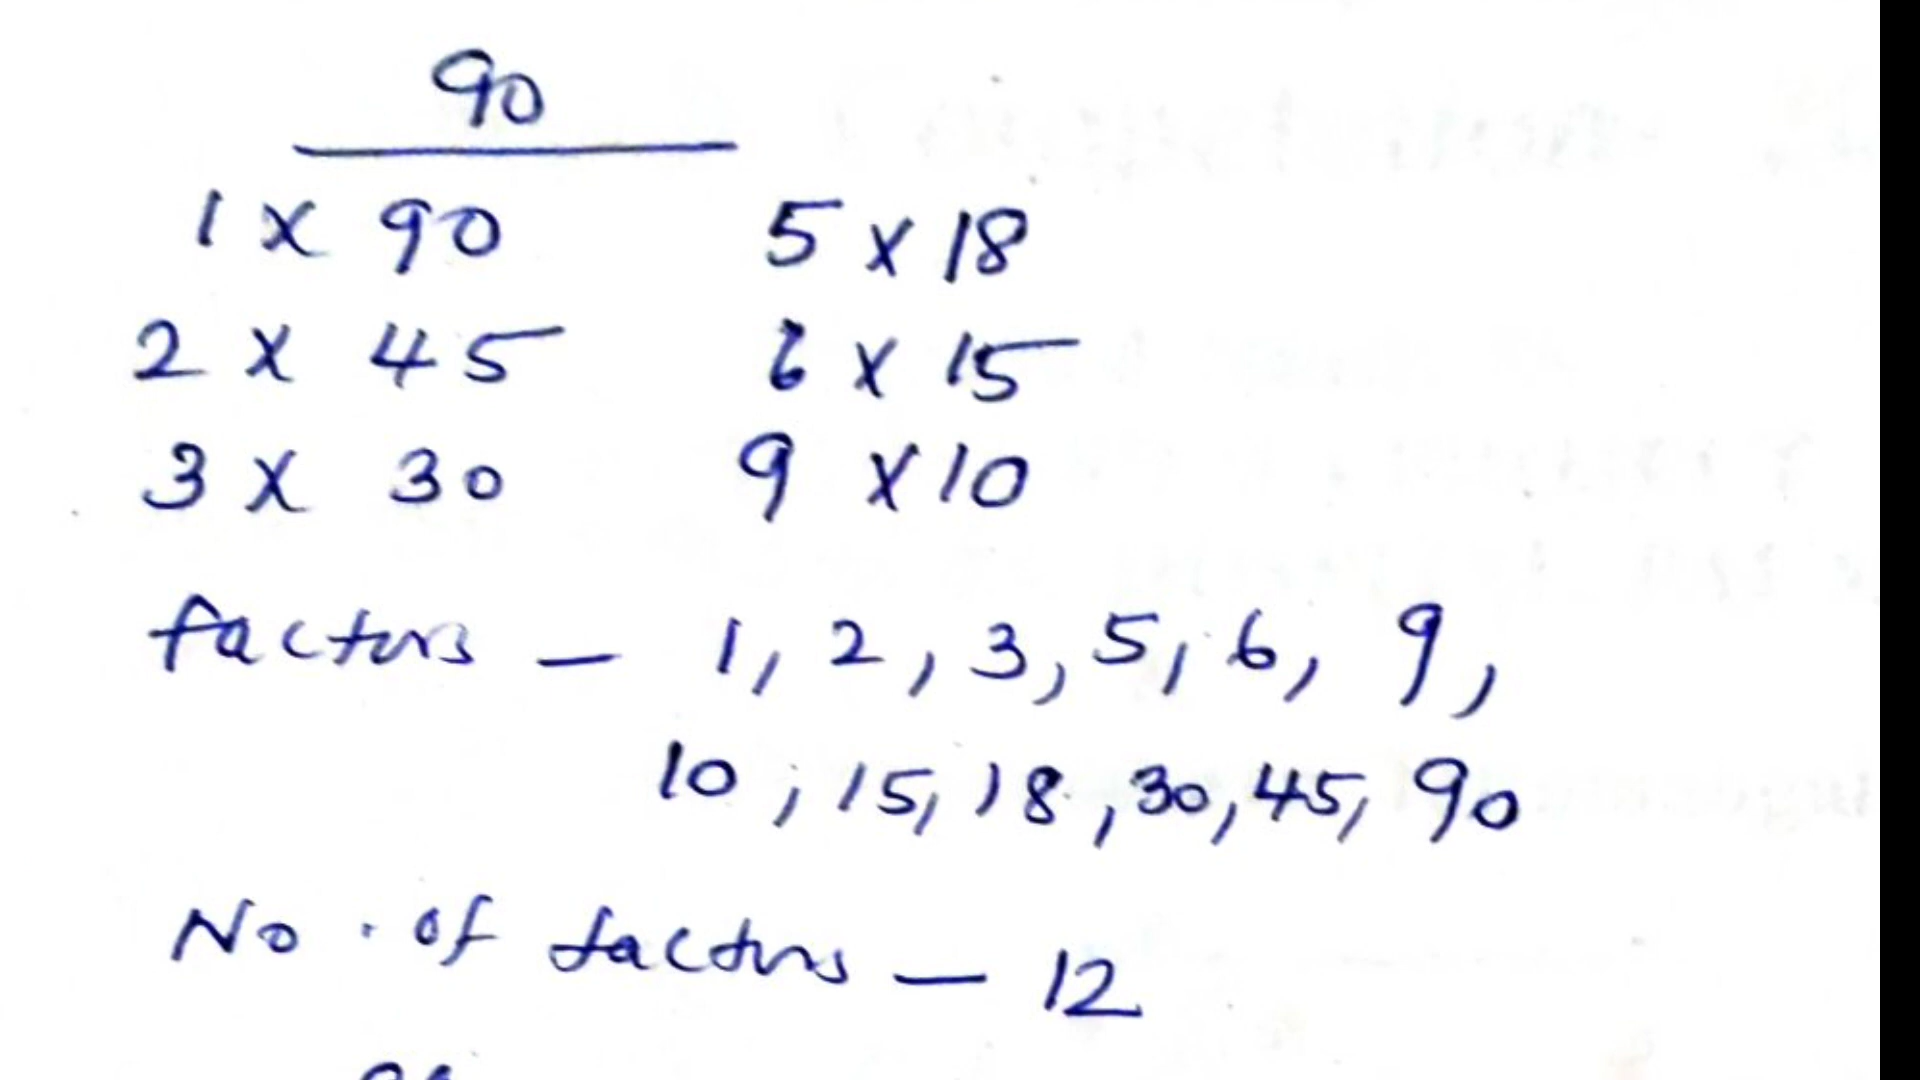 90
1 x 90 5 x 18
2 x 45 6 x 15
3 x 30 9 x 10
factors - 1, 2, 3, 5, 6, 9,
10, 15, 18, 30, 45, 90
No. of factors - 12